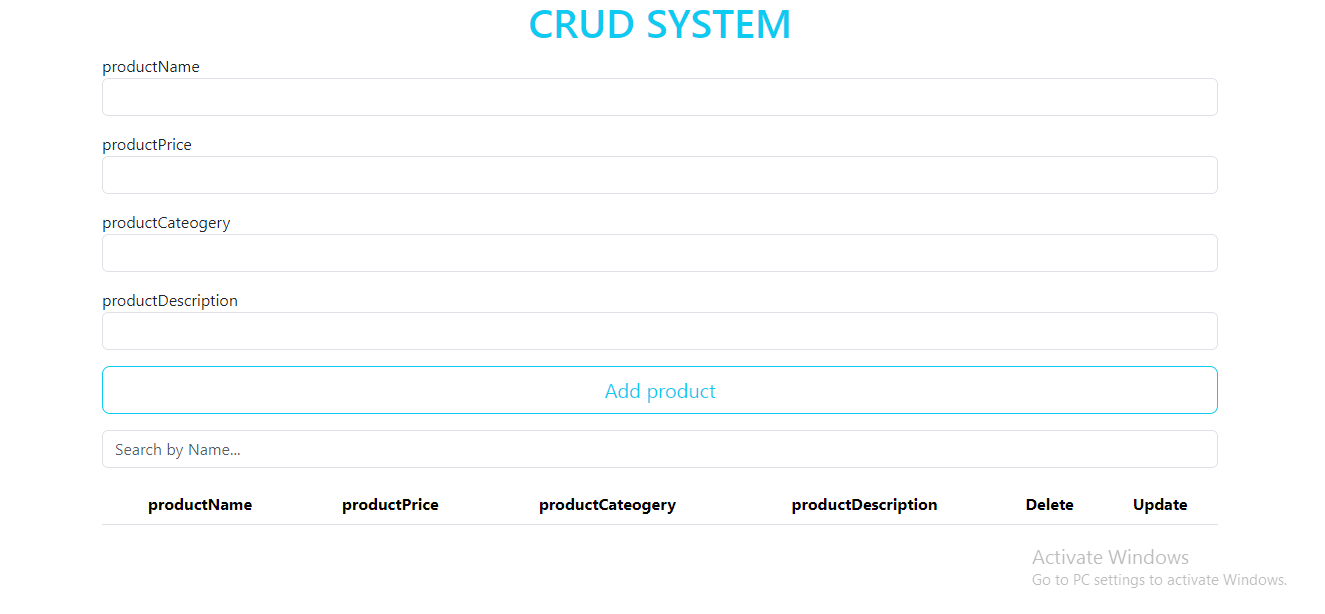 CRUD SYSTEM
productName
productPrice
productCateogery
productDescription
Add product
Search by Name...
productName productPrice productCateogery productDescription Delete Update
Activate Windows
Go to PC settings to activate Windows.